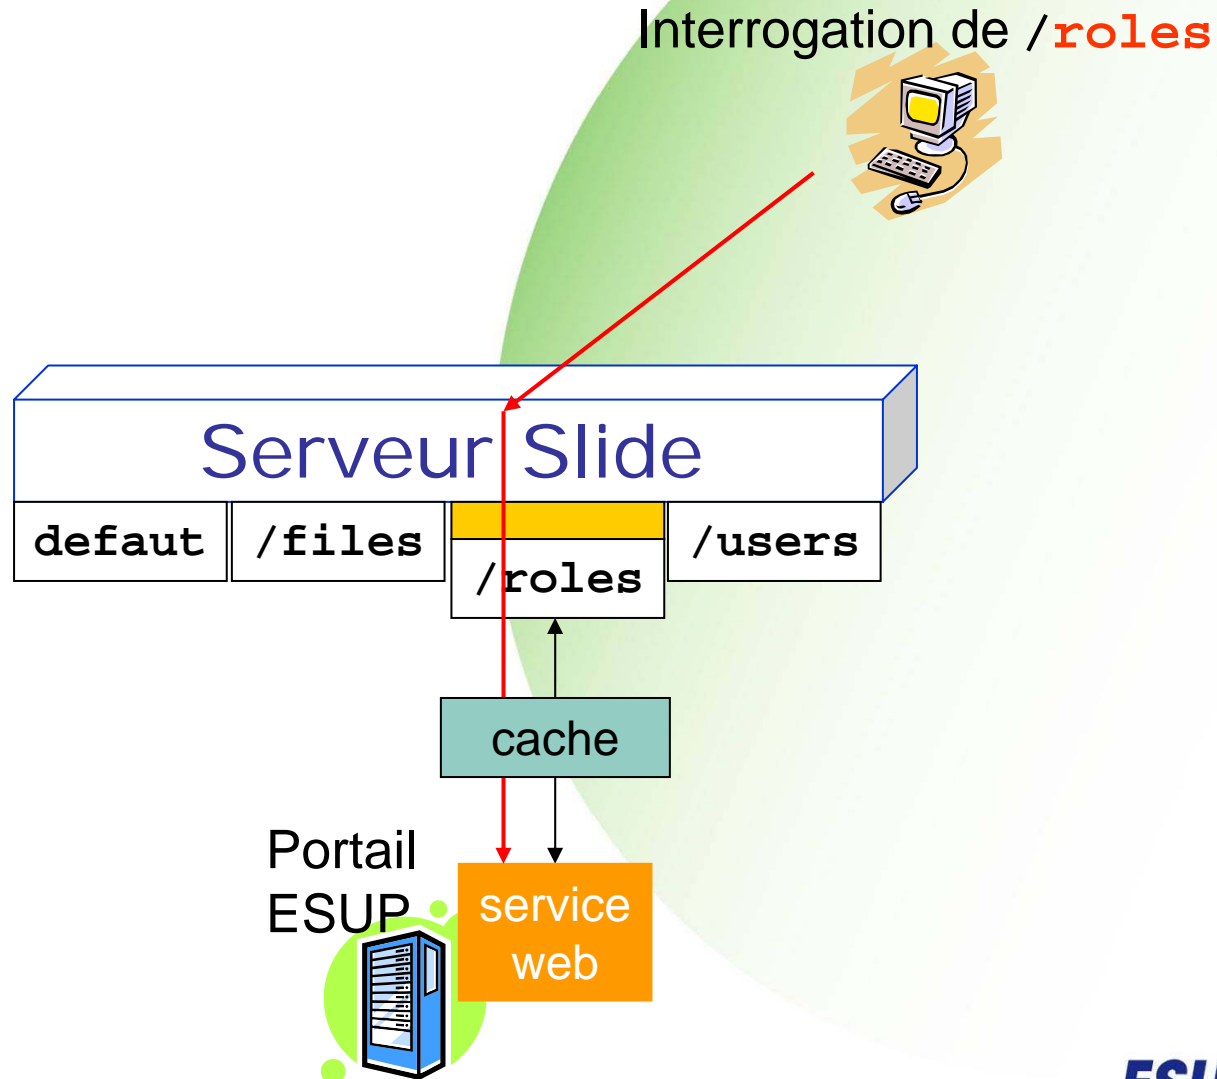 Interrogation de /roles
Serveur Slide
defaut
/files
/roles
/users
cache
Portail
ESUP
service
web